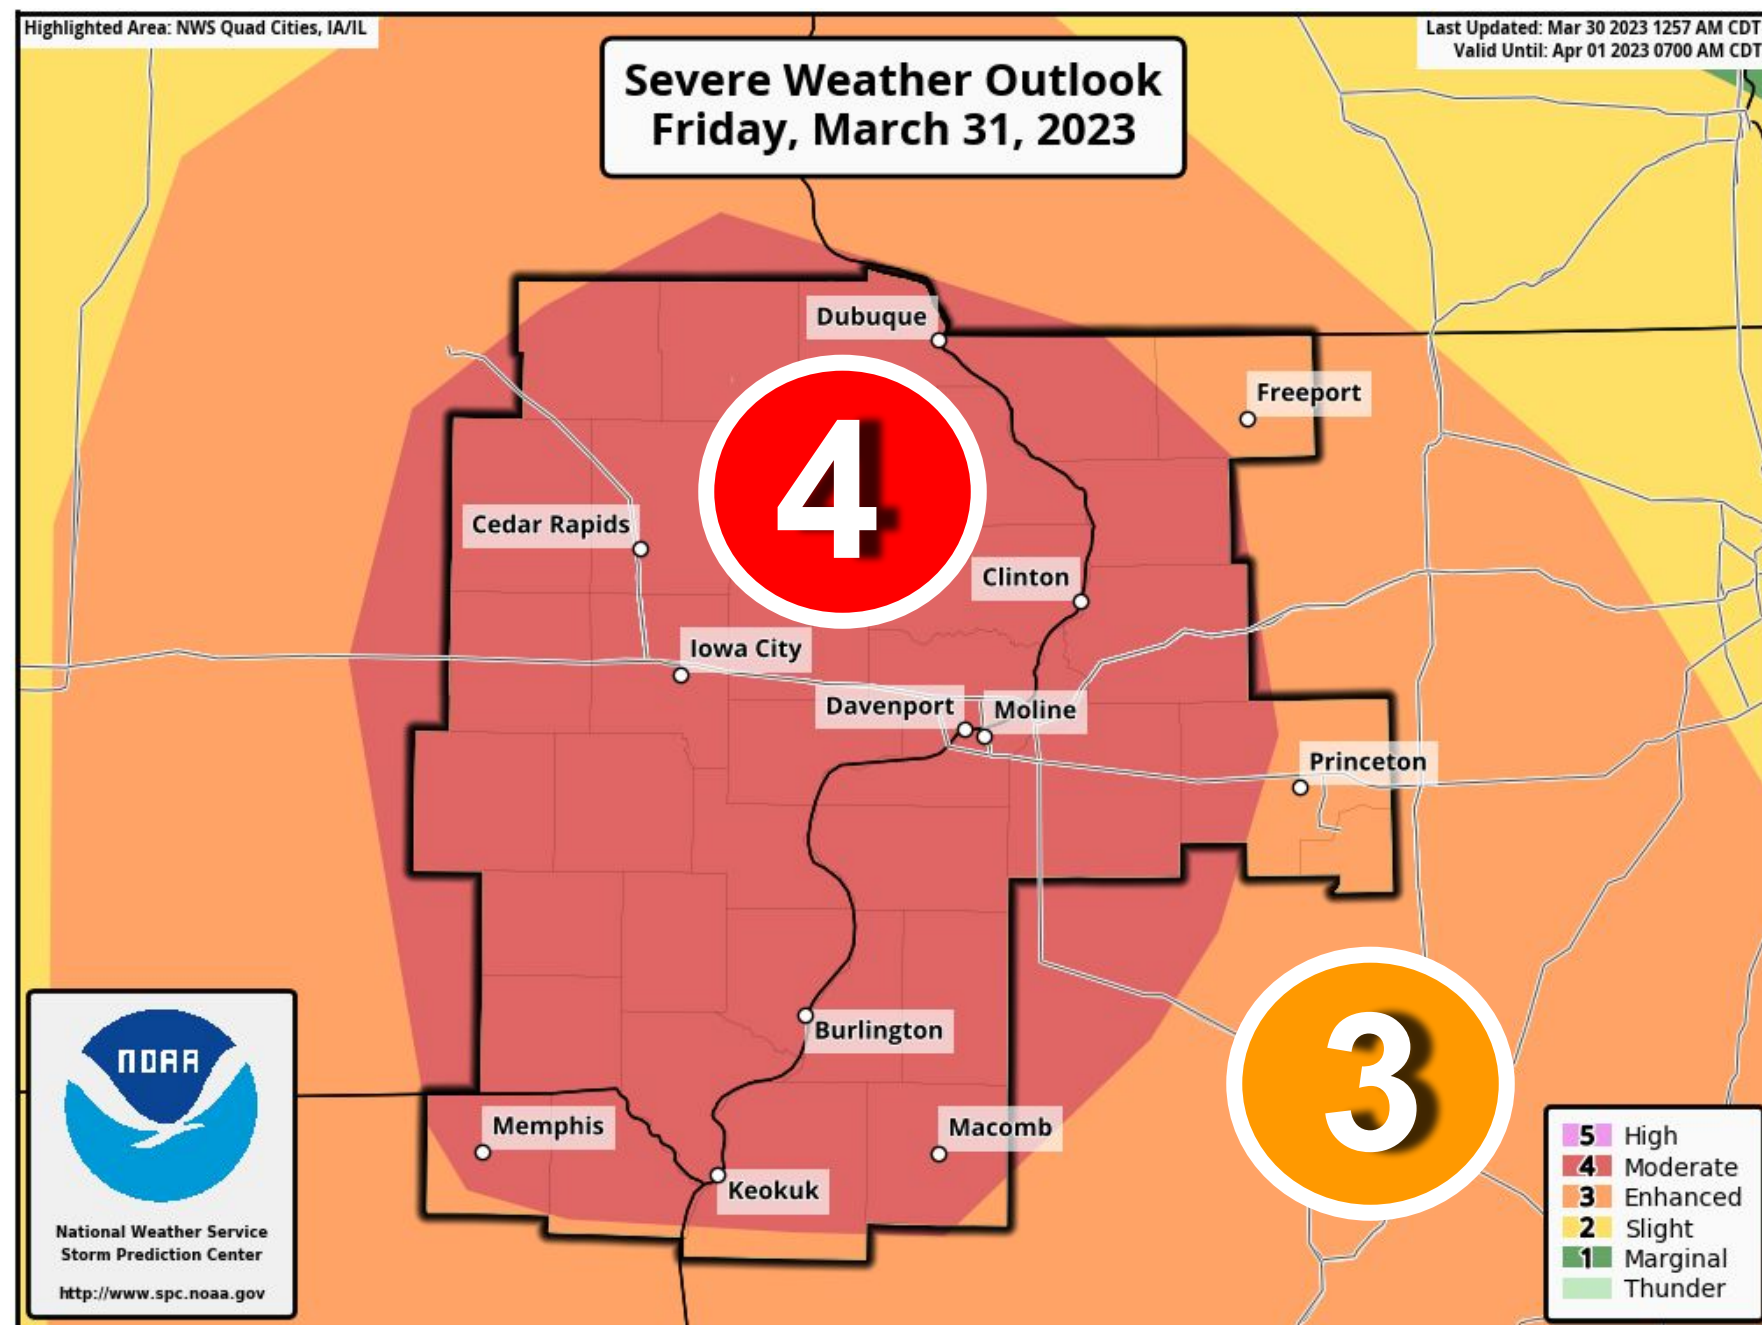 Highlighted Area: NWS Quad Cities, IA/IL
Last Updated: Mar 30 2023 1257 AM CDT
Valid Until: Apr 01 2023 0700 AM CDT
Severe Weather Outlook
Friday, March 31, 2023
Dubuque
Freeport
4
Cedar Rapids
Clinton
Iowa City
Davenport
Moline
Princeton
Burlington
3
Memphis
Macomb
Keokuk
NOAA
National Weather Service
Storm Prediction Center
http://www.spc.noaa.gov
5 High
4 Moderate
3 Enhanced
2 Slight
1 Marginal
Thunder